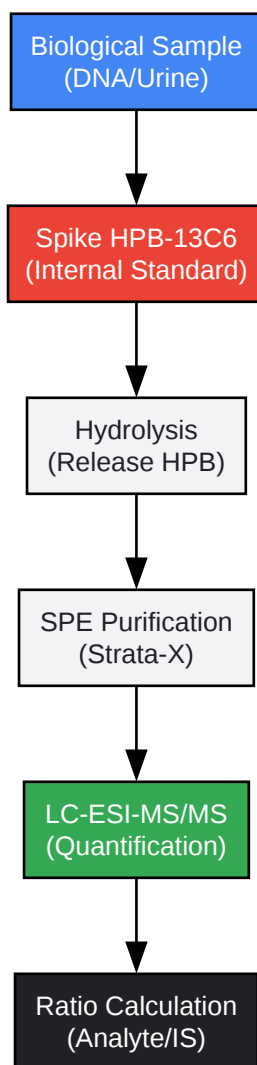 Biological Sample
(DNA/Urine)
Spike HPB-13C6
(Internal Standard)
Hydrolysis
(Release HPB)
SPE Purification
(Strata-X)
LC-ESI-MS/MS
(Quantification)
Ratio Calculation
(Analyte/IS)